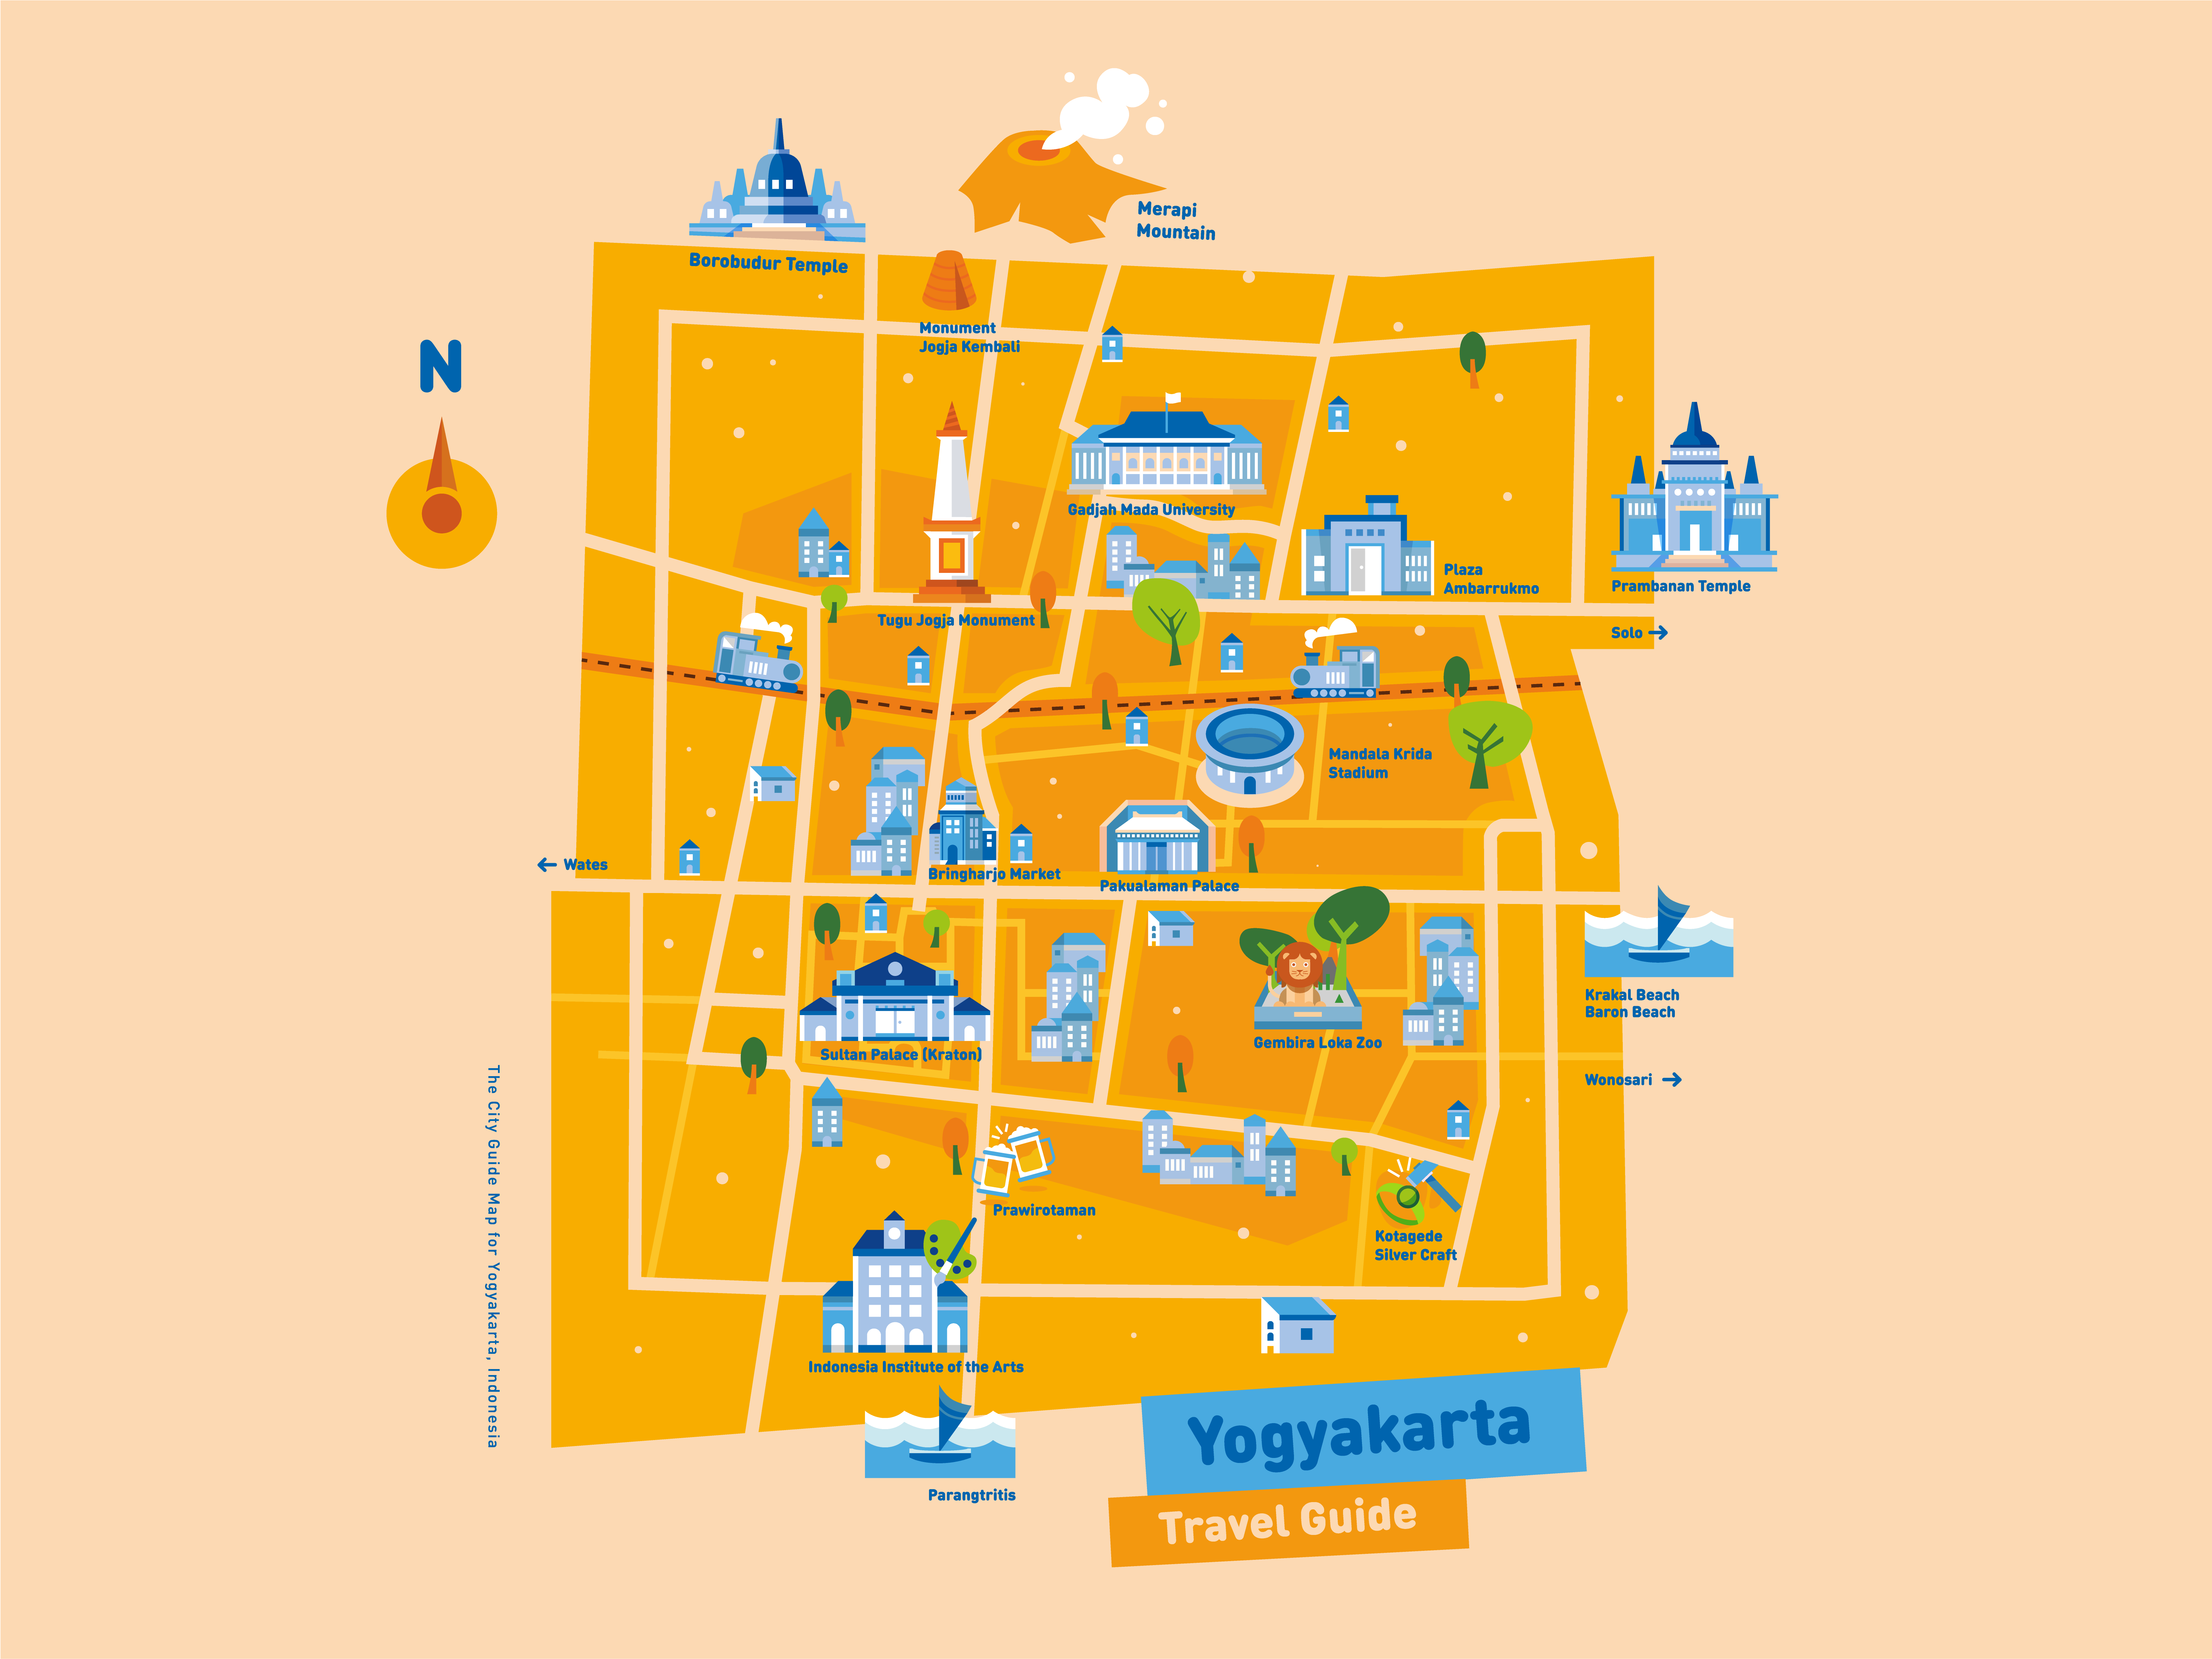 Merapi
Mountain
Borobudur Temple
Monument
Jogja Kembali
N
Gadjah Mada University
Plaza
Ambarrukmo
Prambanan Temple
Tugu Jogja Monument
Solo →
Mandala Krida
Stadium
← Wates
Bringharjo Market
Pakualaman Palace
Krakal Beach
Baron Beach
Sultan Palace (Kraton)
Gembira Loka Zoo
Wonosari →
The City Guide Map for Yogyakarta, Indonesia
Prawirotaman
Kotagede
Silver Craft
Indonesia Institute of the Arts
Parangtritis
Yogyakarta
Travel Guide